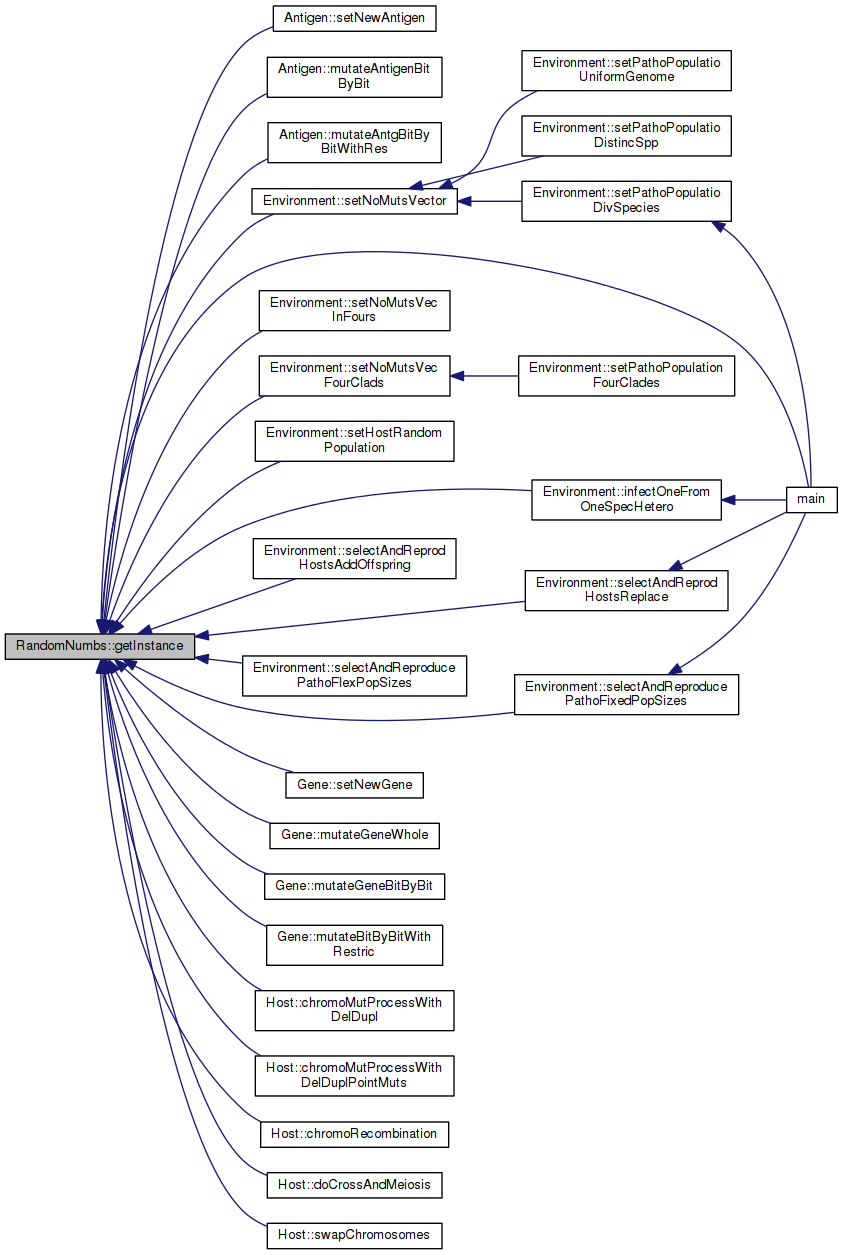 Antigen::setNewAntigen
Antigen::mutateAntigenBit
ByBit
Antigen::mutateAntgBitBy
BitWithRes
Environment::setNoMutsVector
Environment::setPathoPopulatio
UniformGenome
Environment::setPathoPopulatio
DistincSpp
Environment::setPathoPopulatio
DivSpecies
Environment::setNoMutsVec
InFours
Environment::setNoMutsVec
FourClads
Environment::setPathoPopulation
FourClades
Environment::setHostRandom
Population
Environment::infectOneFrom
OneSpecHetero
main
Environment::selectAndReprod
HostsAddOffspring
Environment::selectAndReprod
HostsReplace
RandomNumbs::getInstance
Environment::selectAndReproduce
PathoFlexPopSizes
Environment::selectAndReproduce
PathoFixedPopSizes
Gene::setNewGene
Gene::mutateGeneWhole
Gene::mutateGeneBitByBit
Gene::mutateBitByBitWith
Restric
Host::chromoMutProcessWith
DelDupl
Host::chromoMutProcessWith
DelDuplPointMuts
Host::chromoRecombination
Host::doCrossAndMeiosis
Host::swapChromosomes